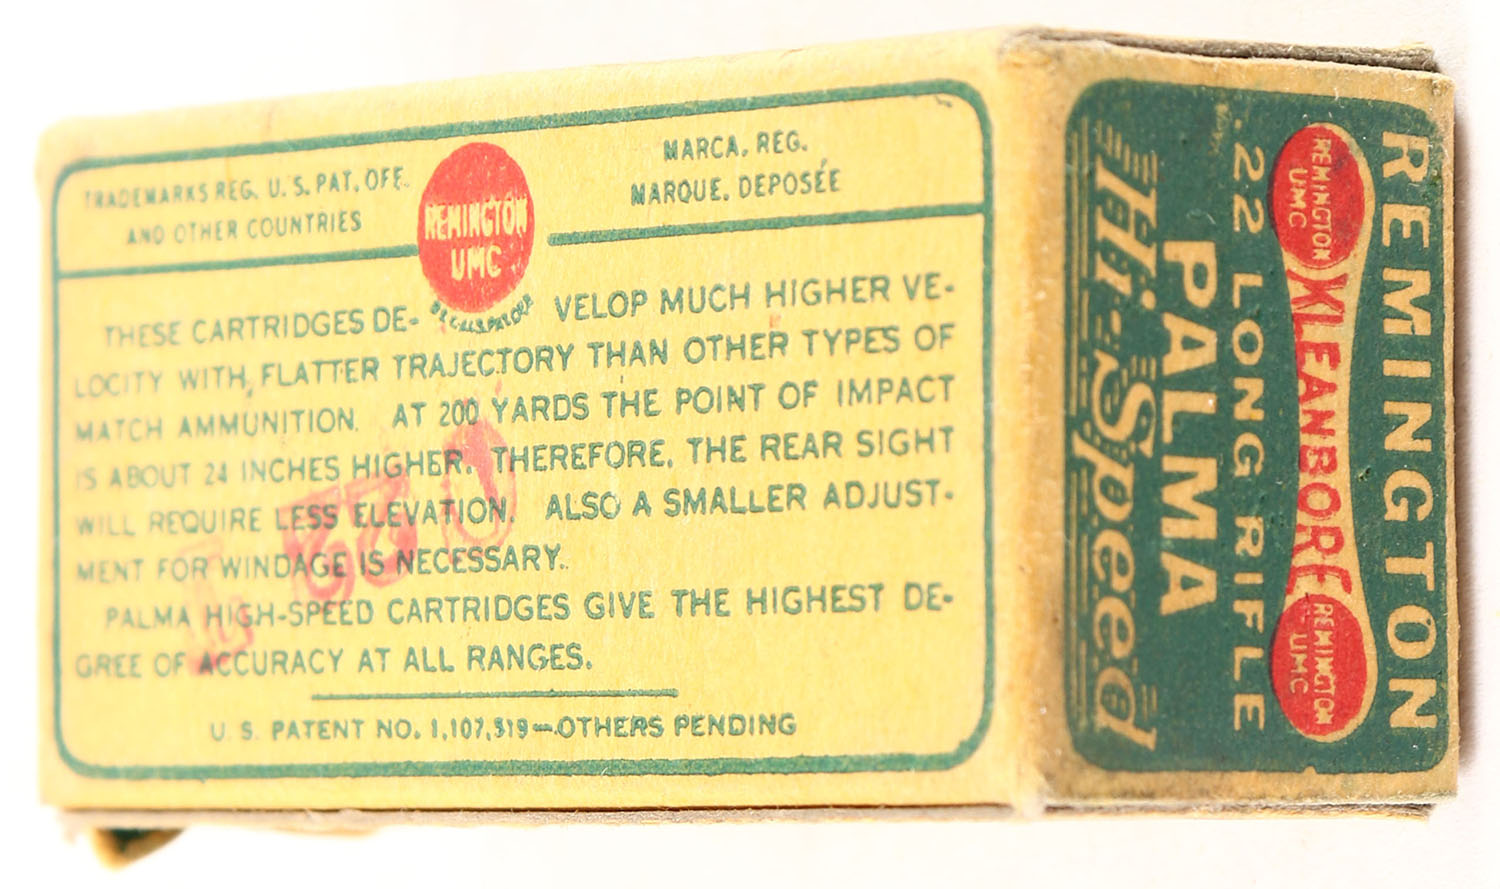 TRADEMARKS REG. U.S. PAT. OFF.
AND OTHER COUNTRIES
REMINGTON
UMC
MARCA. REG.
MARQUE. DEPOSÉE
THESE CARTRIDGES DE- VELOP MUCH HIGHER VE-
LOCITY WITH, FLATTER TRAJECTORY THAN OTHER TYPES OF
MATCH AMMUNITION. AT 200 YARDS THE POINT OF IMPACT
IS ABOUT 24 INCHES HIGHER. THEREFORE, THE REAR SIGHT
WILL REQUIRE LESS ELEVATION. ALSO A SMALLER ADJUST-
MENT FOR WINDAGE IS NECESSARY.
PALMA HIGH-SPEED CARTRIDGES GIVE THE HIGHEST DE-
GREE OF ACCURACY AT ALL RANGES.
U. S. PATENT NO. 1,107,519—OTHERS PENDING
REMINGTON
REMINGTON
UMC
KLEANBORE
REMINGTON
UMC
.22 LONG RIFLE
PALMA
Hi-Speed